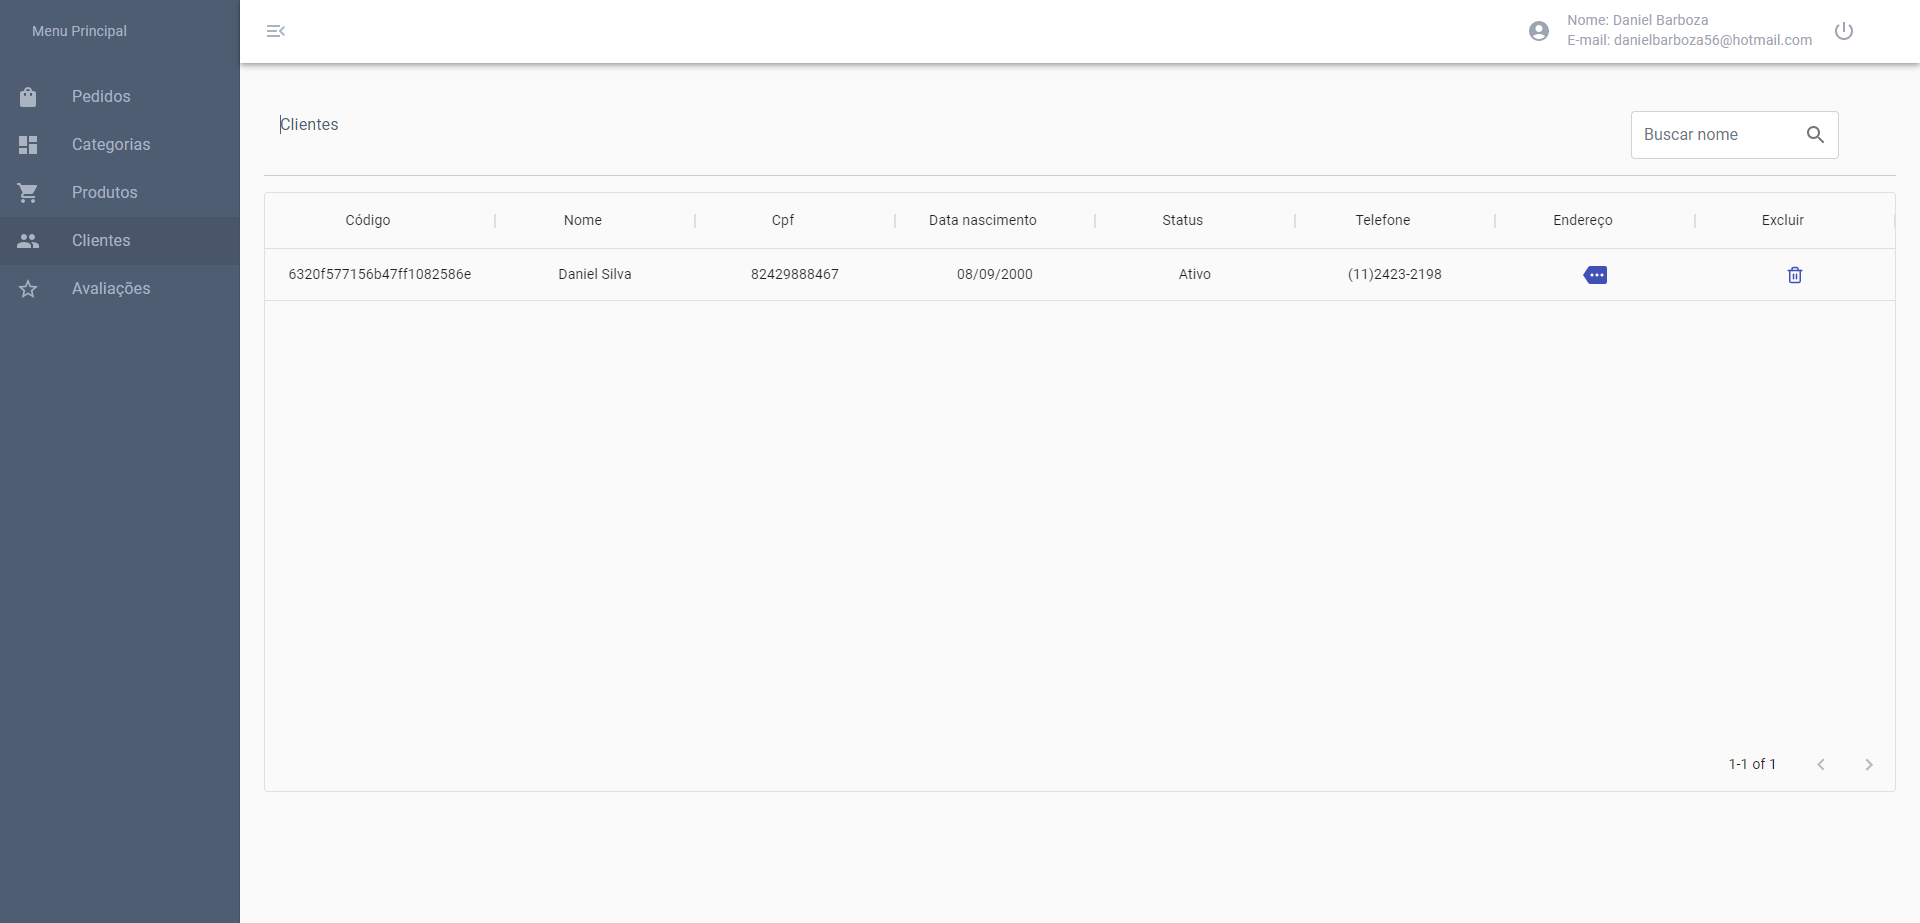 Menu Principal
Nome: Daniel Barboza
E-mail: danielbarboza56@hotmail.com
Pedidos
Categorias
Produtos
Clientes
Avaliações
Clientes
Buscar nome
Código Nome Cpf Data nascimento Status Telefone Endereço Excluir
6320f577156b47ff1082586e Daniel Silva 82429888467 08/09/2000 Ativo (11)2423-2198
1-1 of 1